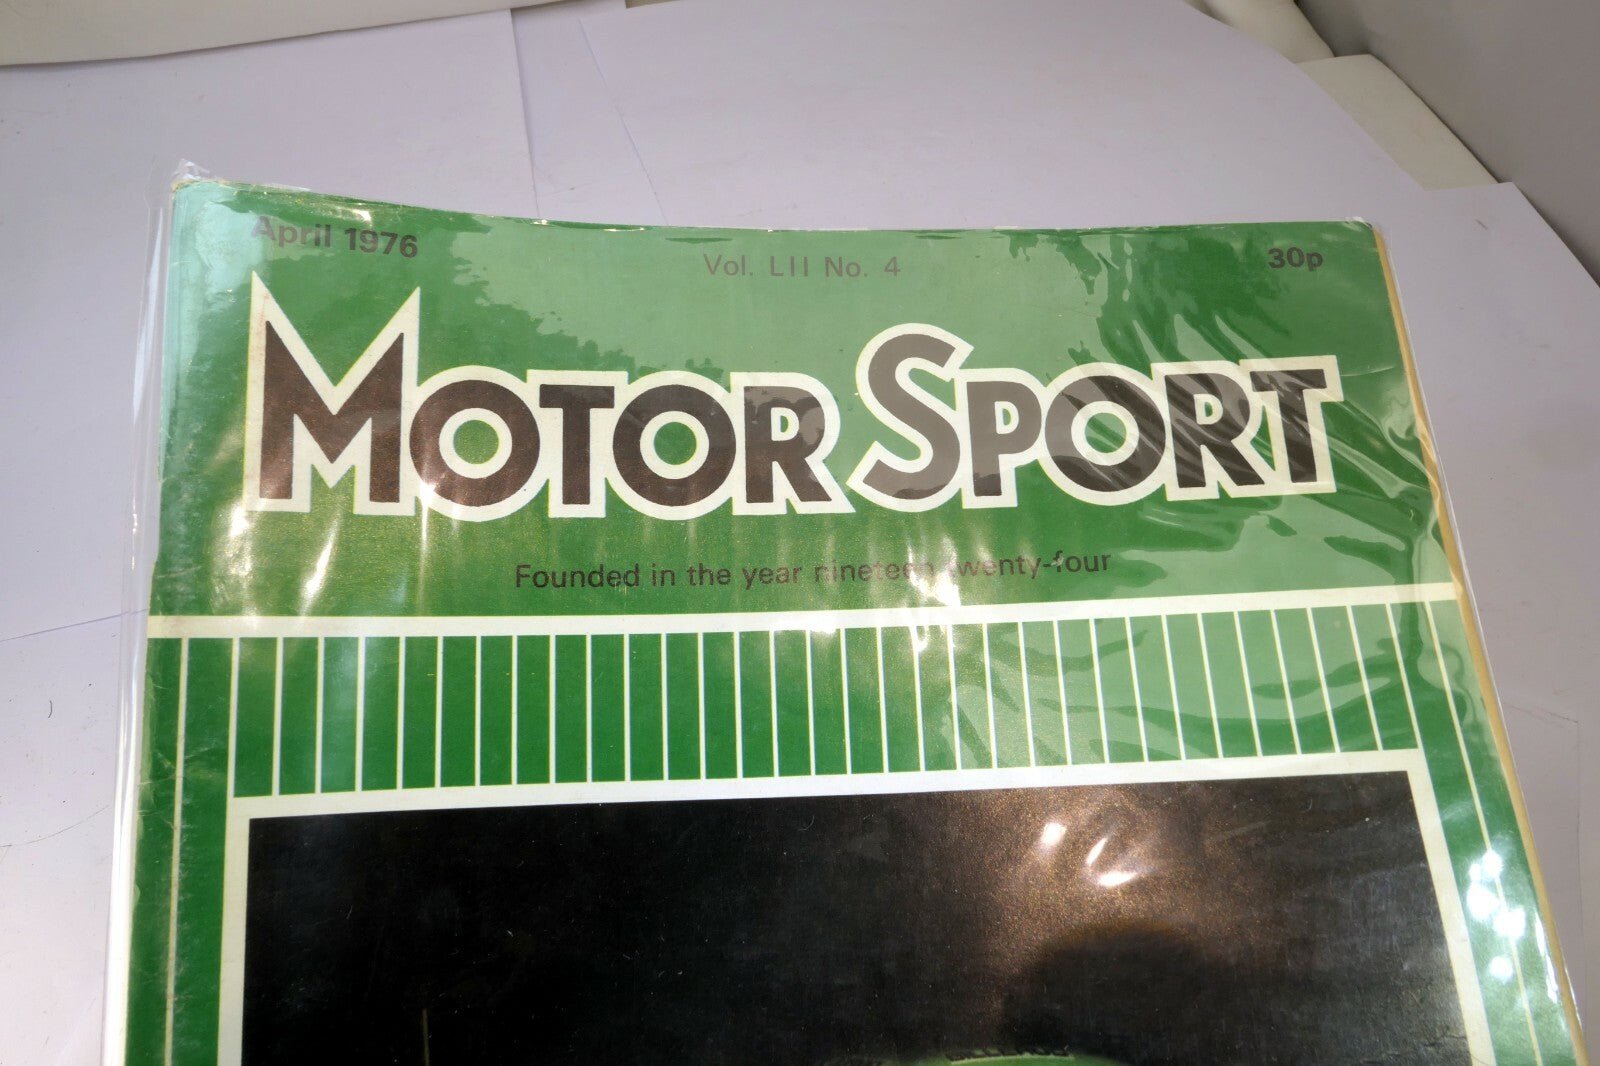 April 1976 Vol. LII No. 4 30p
MOTOR SPORT
Founded in the year nineteen twenty-four